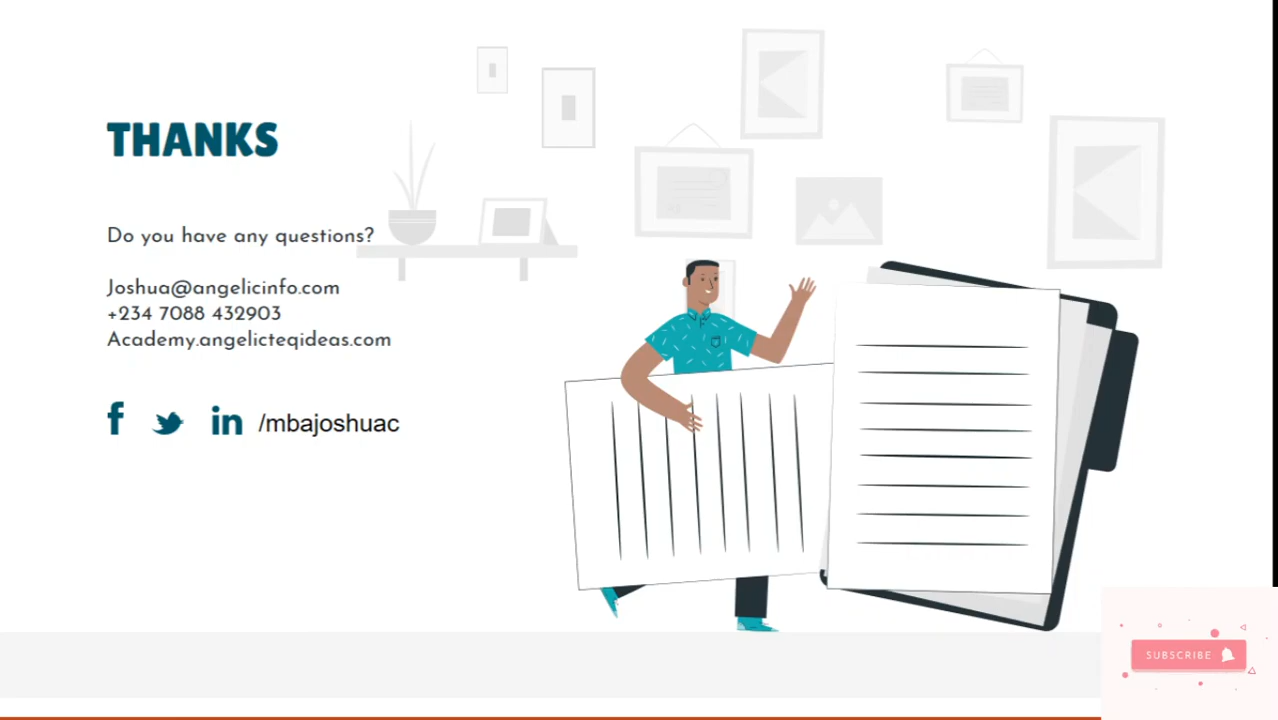 THANKS
Do you have any questions?
Joshua@angelicinfo.com
+234 7088 432903
Academy.angelicteqideas.com
/mbajoshuac
SUBSCRIBE